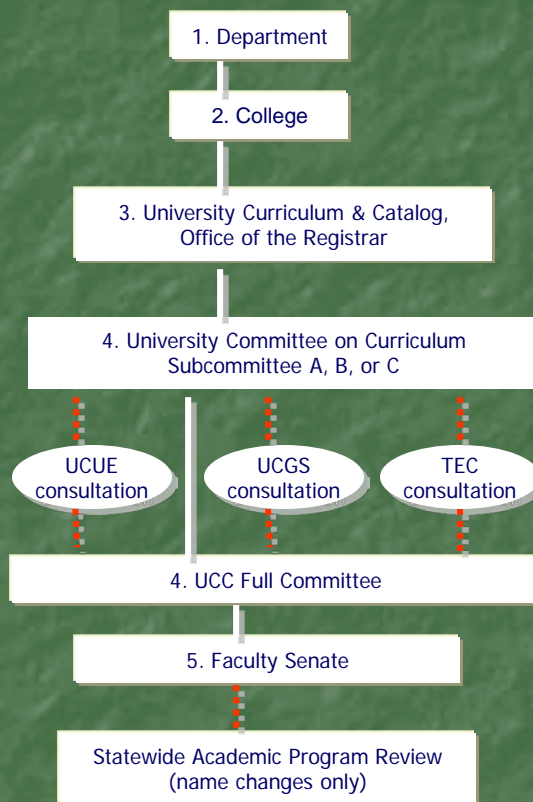 1. Department
2. College
3. University Curriculum & Catalog,
Office of the Registrar
4. University Committee on Curriculum
Subcommittee A, B, or C
UCUE
consultation
UCGS
consultation
TEC
consultation
4. UCC Full Committee
5. Faculty Senate
Statewide Academic Program Review
(name changes only)